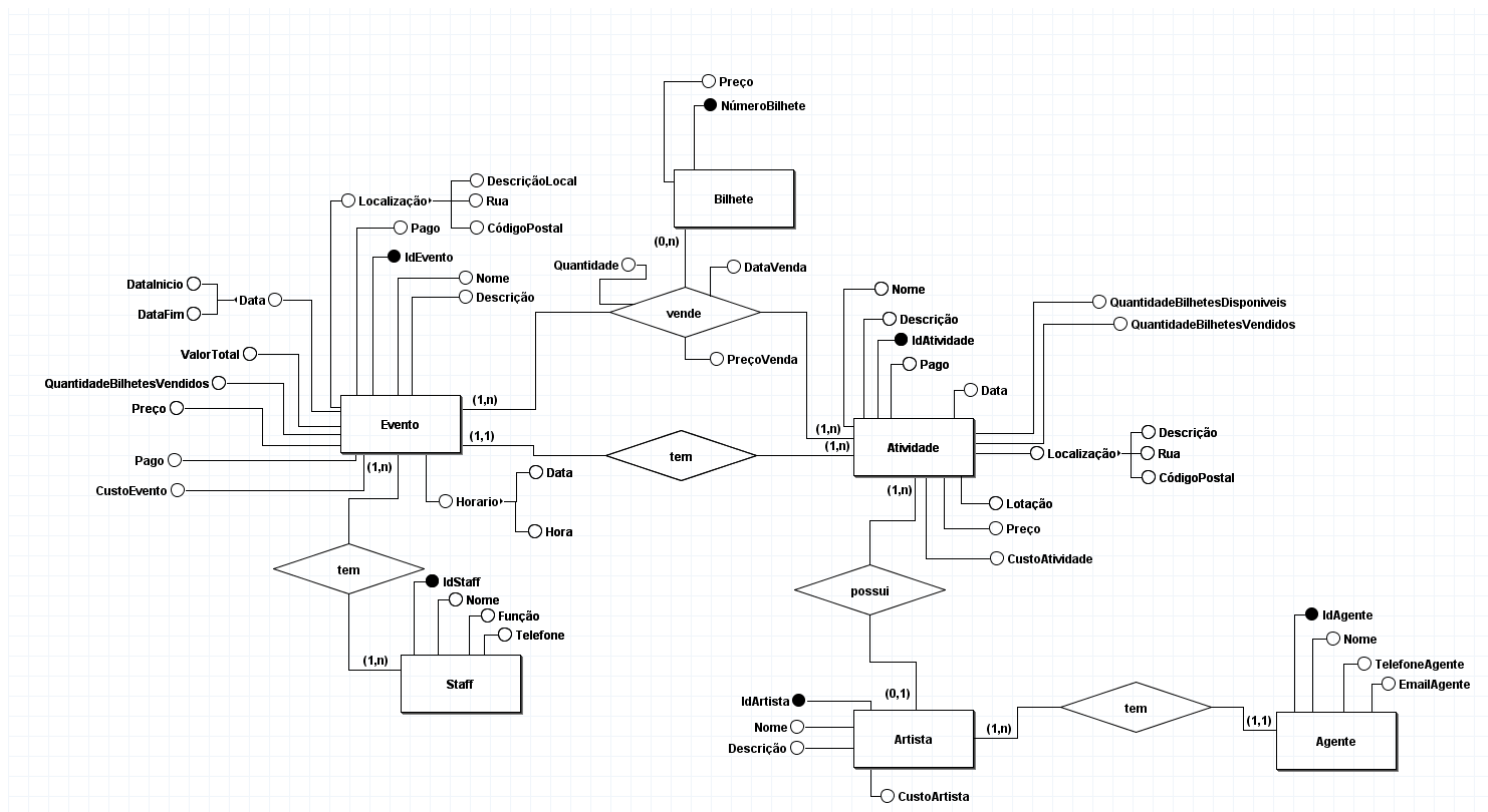 Preço
NúmeroBilhete
Bilhete
(0,n)
DescriçãoLocal
Localização
Rua
CódigoPostal
Pago
IdEvento
Nome
Descrição
DataInicio
Data
DataFim
ValorTotal
QuantidadeBilhetesVendidos
Preço
Pago
CustoEvento
Evento
(1,n)
(1,1)
(1,n)
Horario
Data
Hora
Quantidade
DataVenda
vende
PreçoVenda
tem
Nome
Descrição
IdAtividade
Pago
Data
QuantidadeBilhetesDisponiveis
QuantidadeBilhetesVendidos
(1,n)
(1,n)
Atividade
Descrição
Localização
Rua
CódigoPostal
(1,n)
Lotação
Preço
CustoAtividade
tem
IdStaff
Nome
Função
Telefone
(1,n)
Staff
possui
(0,1)
IdArtista
Nome
Descrição
Artista
CustoArtista
(1,n)
tem
(1,1)
IdAgente
Nome
TelefoneAgente
EmailAgente
Agente